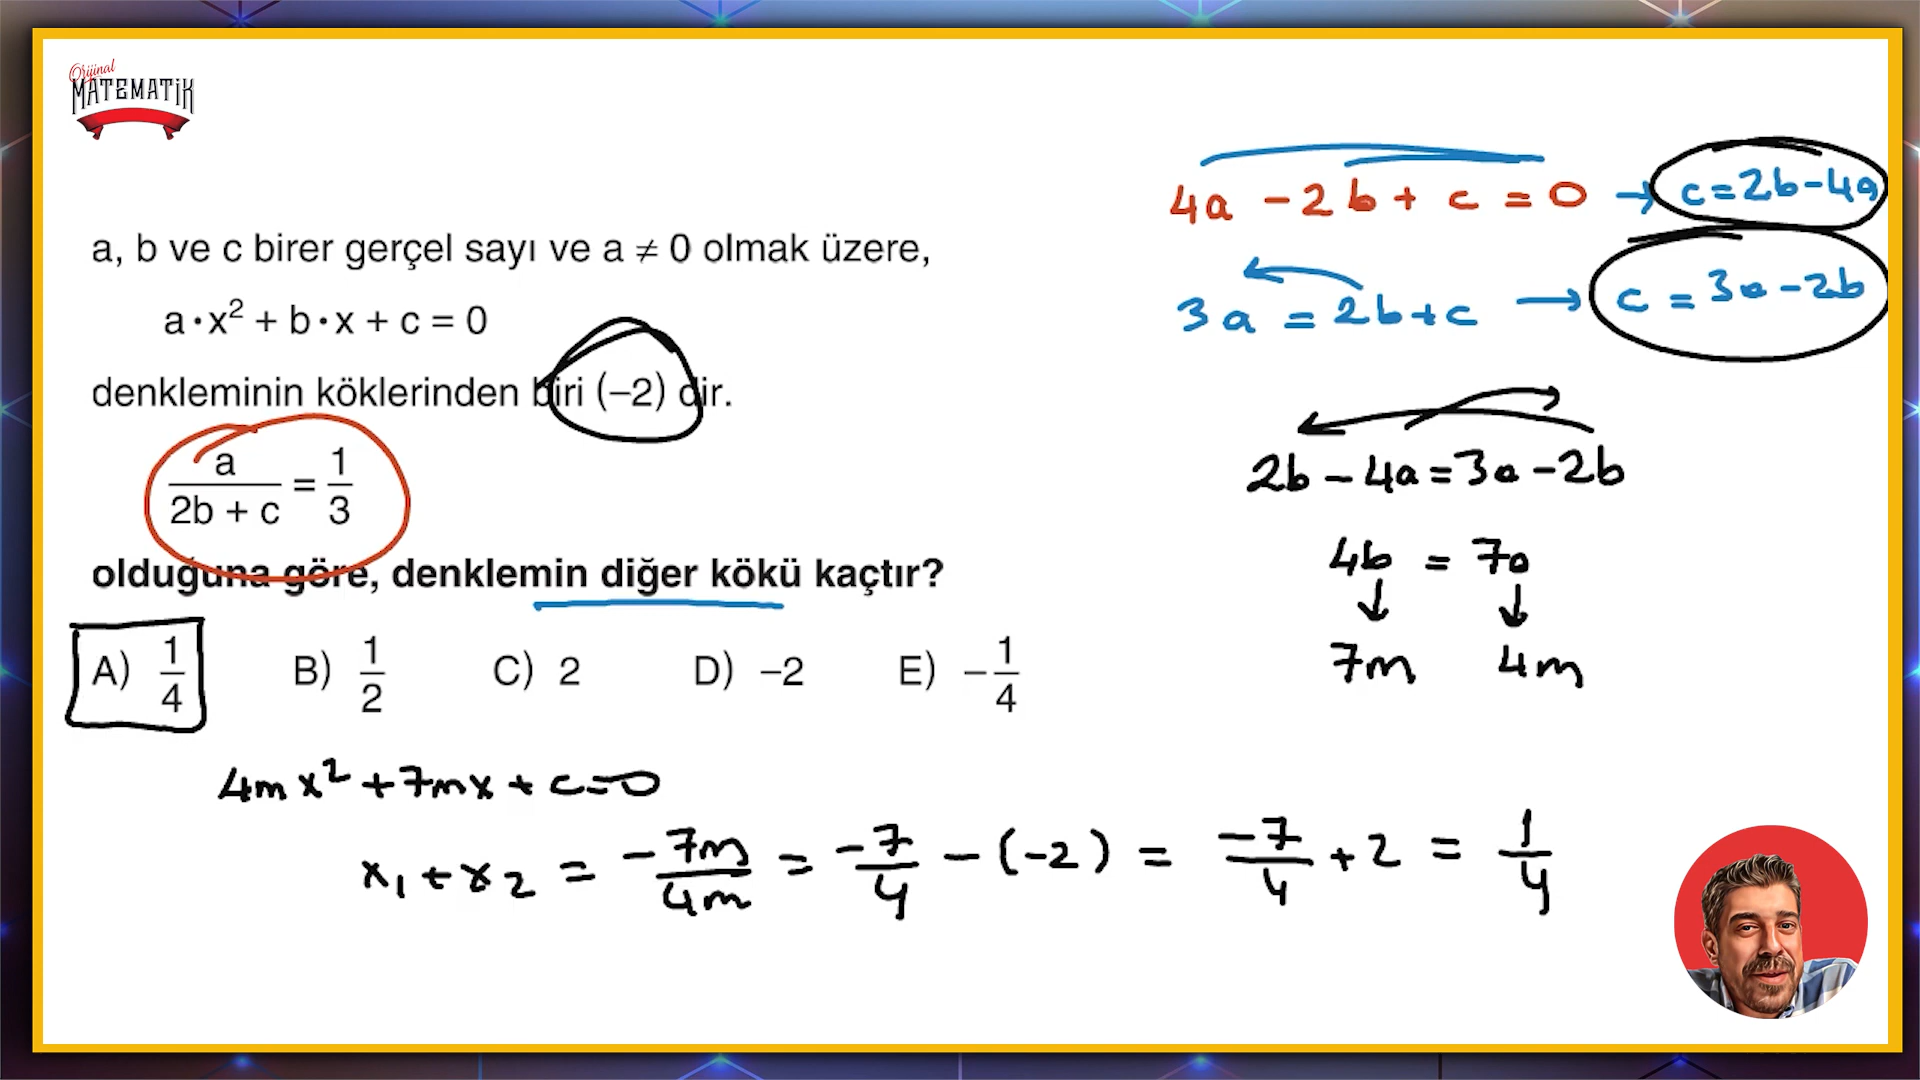 Orijinal
MATEMATİK
a, b ve c birer gerçel sayı ve a ≠ 0 olmak üzere,
a·x² + b·x + c = 0
denkleminin köklerinden biri (−2) dir.
a/(2b + c) = 1/3
olduğuna göre, denklemin diğer kökü kaçtır?
A) 1/4 B) 1/2 C) 2 D) −2 E) −1/4
4a − 2b + c = 0 → c = 2b − 4a
3a = 2b + c → c = 3a − 2b
2b − 4a = 3a − 2b
4b = 7a
↓ ↓
7m 4m
4mx² + 7mx + c = 0
x₁ + x₂ = −7m/4m = −7/4 − (−2) = −7/4 + 2 = 1/4